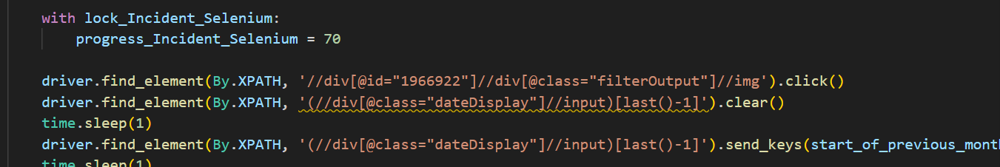 with lock_Incident_Selenium:
progress_Incident_Selenium = 70
driver.find_element(By.XPATH, '//div[@id="1966922"]//div[@class="filterOutput"]//img').click()
driver.find_element(By.XPATH, '(//div[@class="dateDisplay"]//input)[last()-1]').clear()
time.sleep(1)
driver.find_element(By.XPATH, '(//div[@class="dateDisplay"]//input)[last()-1]').send_keys(start_of_previous_mont
time.sleep(1)